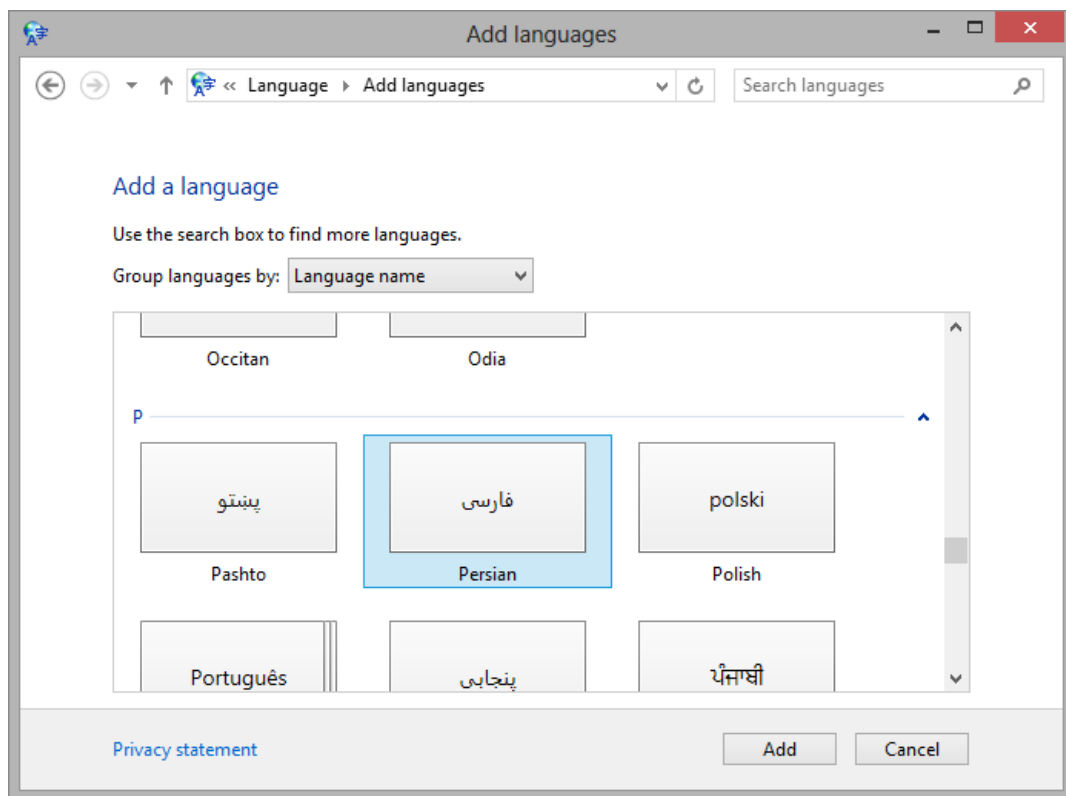 Add languages
« Language Add languages
Search languages
Add a language
Use the search box to find more languages.
Group languages by: Language name
Occitan Odia
P
پښتو فارسی polski
Pashto Persian Polish
Português پنجابی ਪੰਜਾਬੀ
Privacy statement Add Cancel